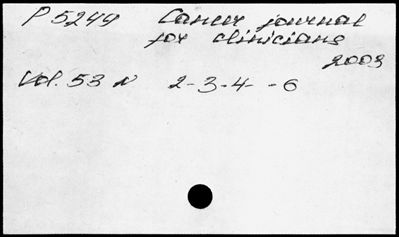 P 5249 Cancer journal
for clinicians
2003
Vol. 53 N 2-3-4- -6